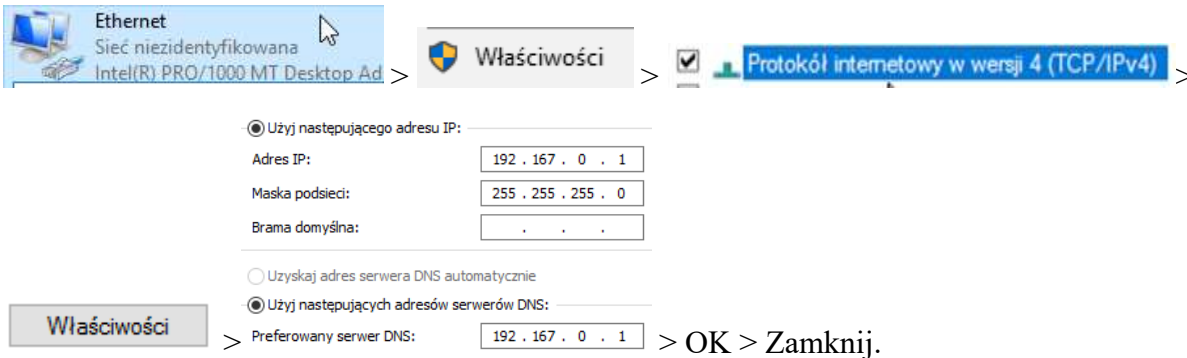 Ethernet
Sieć niezidentyfikowana
Intel(R) PRO/1000 MT Desktop Ad > Właściwości > Protokół internetowy w wersji 4 (TCP/IPv4) >
Użyj następującego adresu IP:
Adres IP: 192 . 167 . 0 . 1
Maska podsieci: 255 . 255 . 255 . 0
Brama domyślna: . . .
Uzyskaj adres serwera DNS automatycznie
Użyj następujących adresów serwerów DNS:
Właściwości > Preferowany serwer DNS: 192 . 167 . 0 . 1 > OK > Zamknij.